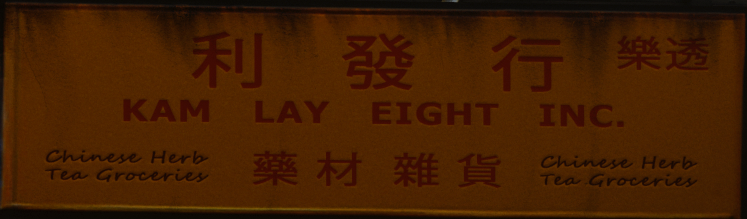 利發行 樂透
KAM LAY EIGHT INC.
Chinese Herb
Tea Groceries
藥材雜貨
Chinese Herb
Tea Groceries